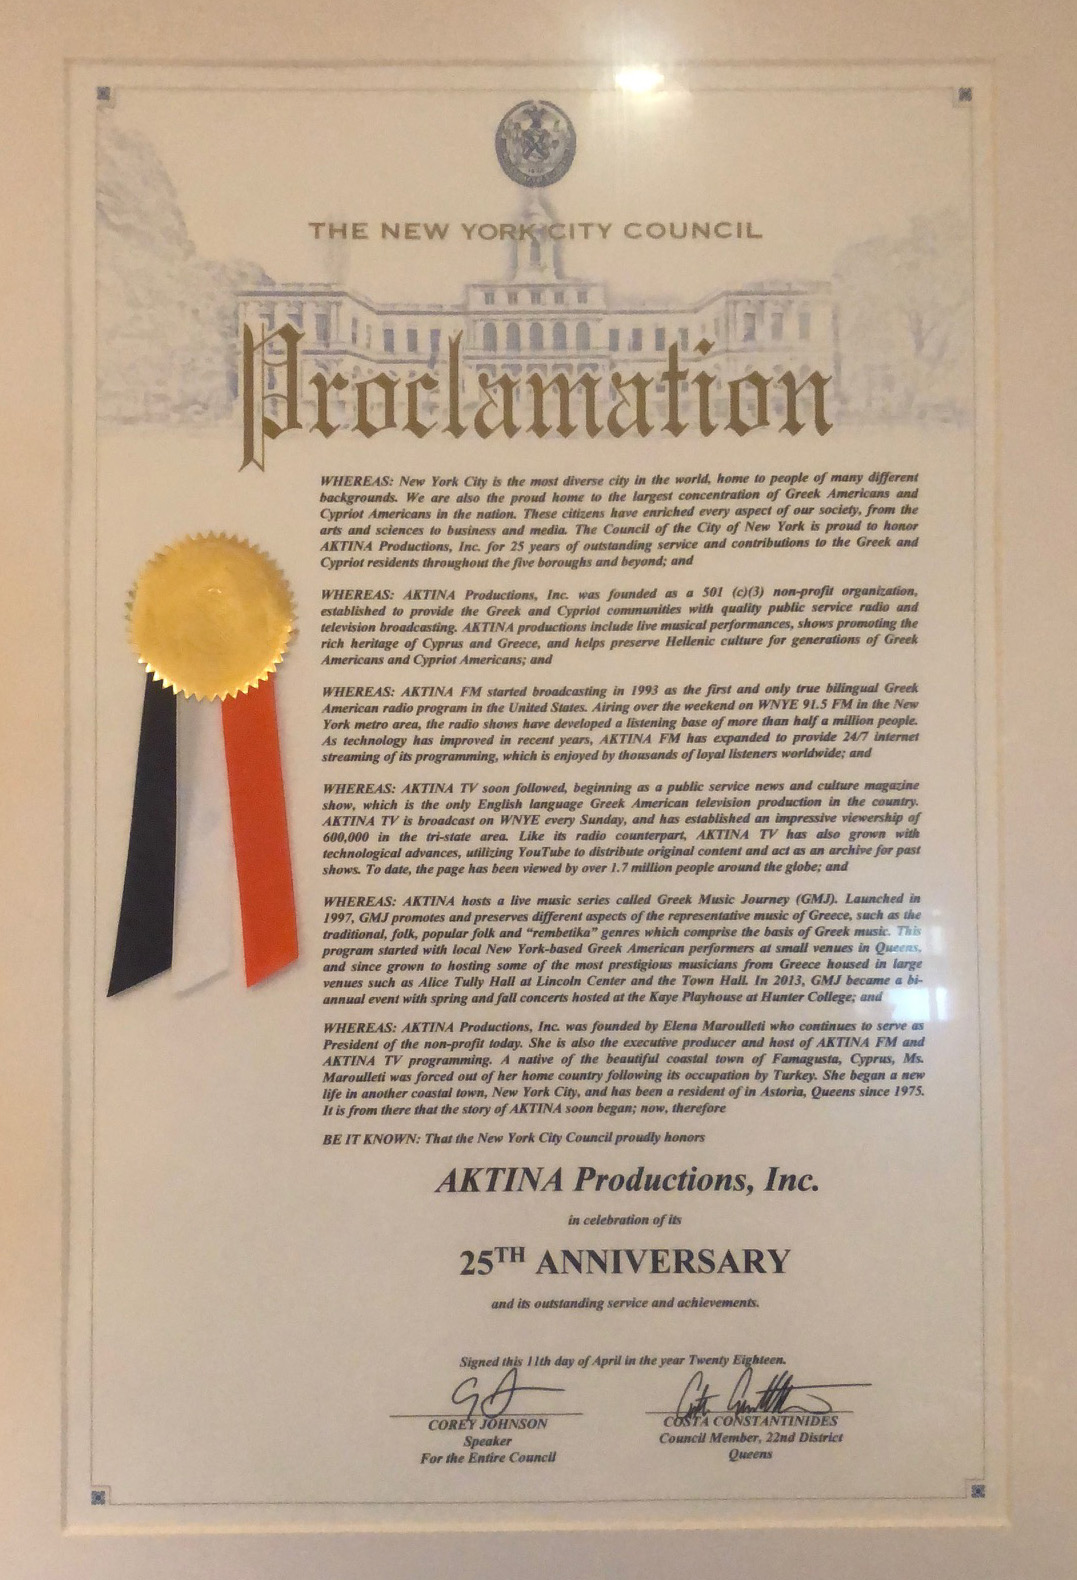 THE NEW YORK CITY COUNCIL
Proclamation
WHEREAS: New York City is the most diverse city in the world, home to people of many different
backgrounds. We are also the proud home to the largest concentration of Greek Americans and
Cypriot Americans in the nation. These citizens have enriched every aspect of our society, from the
arts and sciences to business and media. The Council of the City of New York is proud to honor
AKTINA Productions, Inc. for 25 years of outstanding service and contributions to the Greek and
Cypriot residents throughout the five boroughs and beyond; and
WHEREAS: AKTINA Productions, Inc. was founded as a 501 (c)(3) non-profit organization,
established to provide the Greek and Cypriot communities with quality public service radio and
television broadcasting. AKTINA productions include live musical performances, shows promoting the
rich heritage of Cyprus and Greece, and helps preserve Hellenic culture for generations of Greek
Americans and Cypriot Americans; and
WHEREAS: AKTINA FM started broadcasting in 1993 as the first and only true bilingual Greek
American radio program in the United States. Airing over the weekend on WNYE 91.5 FM in the New
York metro area, the radio shows have developed a listening base of more than half a million people.
As technology has improved in recent years, AKTINA FM has expanded to provide 24/7 internet
streaming of its programming, which is enjoyed by thousands of loyal listeners worldwide; and
WHEREAS: AKTINA TV soon followed, beginning as a public service news and culture magazine
show, which is the only English language Greek American television production in the country.
AKTINA TV is broadcast on WNYE every Sunday, and has established an impressive viewership of
600,000 in the tri-state area. Like its radio counterpart, AKTINA TV has also grown with
technological advances, utilizing YouTube to distribute original content and act as an archive for past
shows. To date, the page has been viewed by over 1.7 million people around the globe; and
WHEREAS: AKTINA hosts a live music series called Greek Music Journey (GMJ). Launched in
1997, GMJ promotes and preserves different aspects of the representative music of Greece, such as the
traditional, folk, popular folk and “rembetika” genres which comprise the basis of Greek music. This
program started with local New York-based Greek American performers at small venues in Queens,
and since grown to hosting some of the most prestigious musicians from Greece housed in large
venues such as Alice Tully Hall at Lincoln Center and the Town Hall. In 2013, GMJ became a bi-
annual event with spring and fall concerts hosted at the Kaye Playhouse at Hunter College; and
WHEREAS: AKTINA Productions, Inc. was founded by Elena Maroulleti who continues to serve as
President of the non-profit today. She is also the executive producer and host of AKTINA FM and
AKTINA TV programming. A native of the beautiful coastal town of Famagusta, Cyprus, Ms.
Maroulleti was forced out of her home country following its occupation by Turkey. She began a new
life in another coastal town, New York City, and has been a resident of in Astoria, Queens since 1975.
It is from there that the story of AKTINA soon began; now, therefore
BE IT KNOWN: That the New York City Council proudly honors
AKTINA Productions, Inc.
in celebration of its
25TH ANNIVERSARY
and its outstanding service and achievements.
Signed this 11th day of April in the year Twenty Eighteen.
COREY JOHNSON
Speaker
For the Entire Council
COSTA CONSTANTINIDES
Council Member, 22nd District
Queens